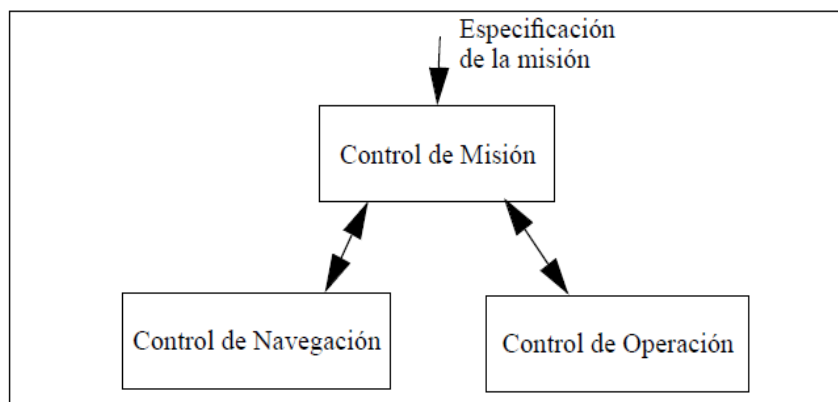 Especificación
de la misión
Control de Misión
Control de Navegación
Control de Operación